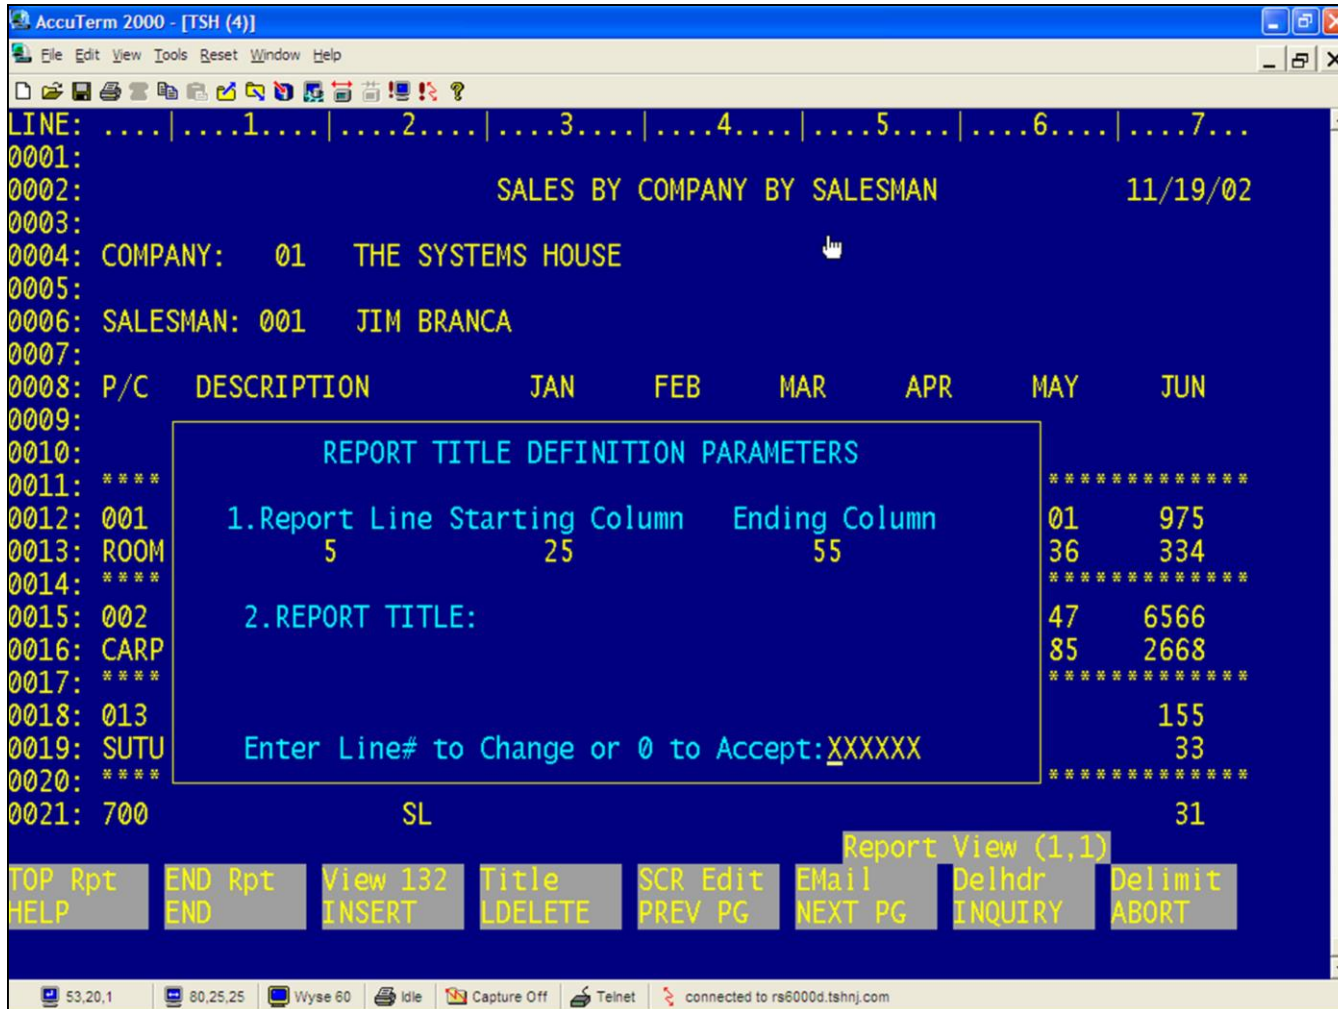 AccuTerm 2000 - [TSH (4)]
File Edit View Tools Reset Window Help
LINE: ....|....1....|....2....|....3....|....4....|....5....|....6....|....7...
0001:
0002: SALES BY COMPANY BY SALESMAN 11/19/02
0003:
0004: COMPANY: 01 THE SYSTEMS HOUSE
0005:
0006: SALESMAN: 001 JIM BRANCA
0007:
0008: P/C DESCRIPTION JAN FEB MAR APR MAY JUN
0009:
0010: REPORT TITLE DEFINITION PARAMETERS
0011: **** *************
0012: 001 1.Report Line Starting Column Ending Column 01 975
0013: ROOM 5 25 55 36 334
0014: **** *************
0015: 002 2.REPORT TITLE: 47 6566
0016: CARP 85 2668
0017: **** *************
0018: 013 155
0019: SUTU Enter Line# to Change or 0 to Accept:XXXXXX 33
0020: **** *************
0021: 700 SL 31
Report View (1,1)
TOP Rpt END Rpt View 132 Title SCR Edit EMail Delhdr Delimit
HELP END INSERT LDELETE PREV PG NEXT PG INQUIRY ABORT
53,20,1 80,25,25 Wyse 60 Idle Capture Off Telnet connected to rs6000d.tshnj.com